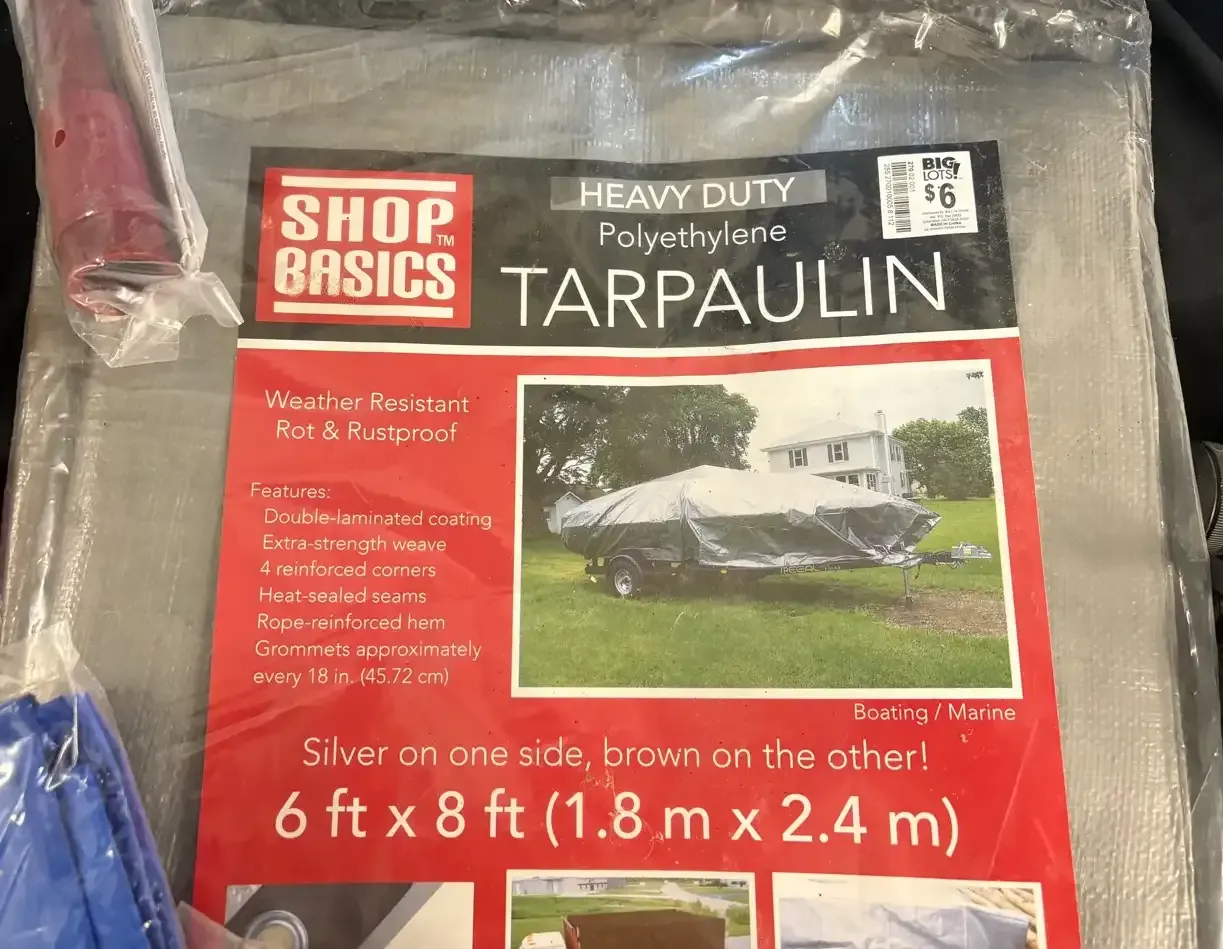 SHOP
BASICS™
HEAVY DUTY
Polyethylene
TARPAULIN
BIG
LOTS!
$6
Weather Resistant
Rot & Rustproof
Features:
Double-laminated coating
Extra-strength weave
4 reinforced corners
Heat-sealed seams
Rope-reinforced hem
Grommets approximately
every 18 in. (45.72 cm)
REGAL
Boating / Marine
Silver on one side, brown on the other!
6 ft x 8 ft (1.8 m x 2.4 m)